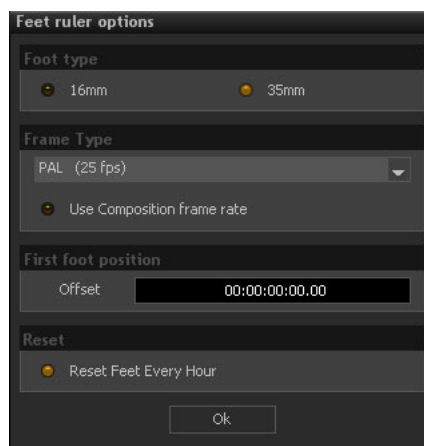 Feet ruler options
Foot type
16mm 35mm
Frame Type
PAL (25 fps)
Use Composition frame rate
First foot position
Offset 00:00:00:00.00
Reset
Reset Feet Every Hour
Ok